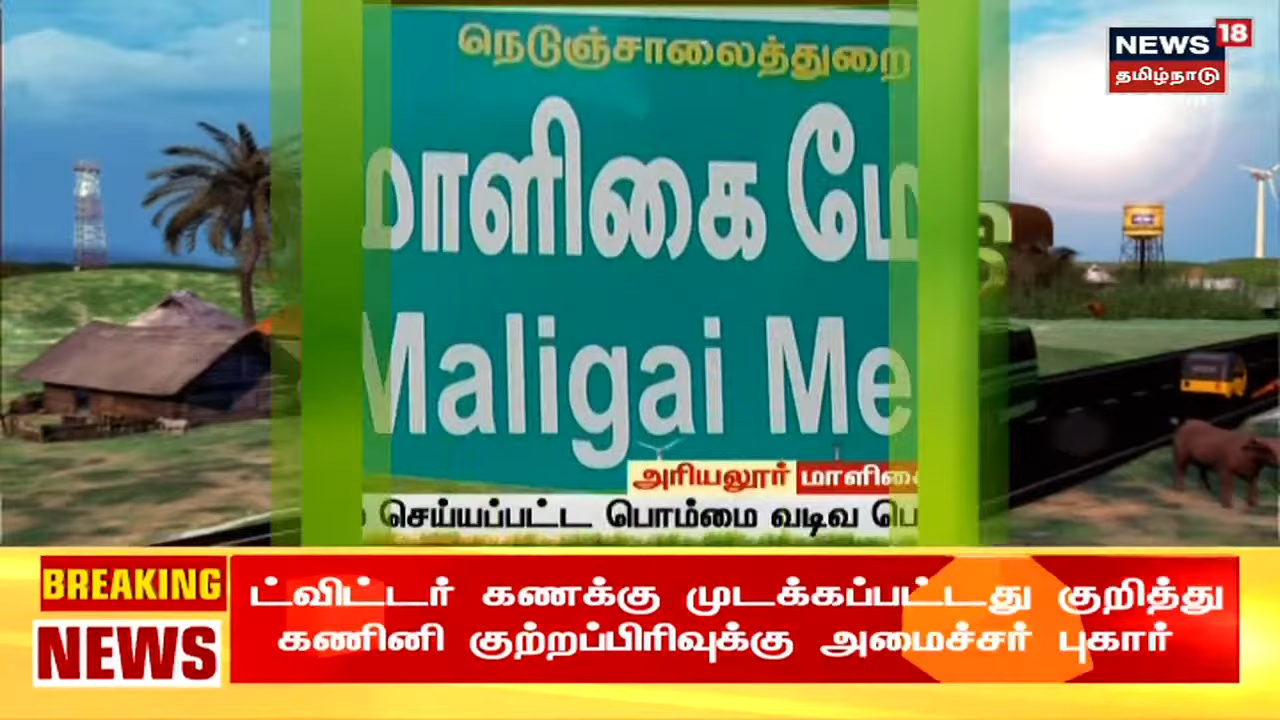 NEWS 18
தமிழ்நாடு
நெடுஞ்சாலைத்துறை
மாளிகை மே
Maligai Me
அரியலூர் மாளிகை
செய்யப்பட்ட பொம்மை வடிவ பெ
BREAKING
NEWS
ட்விட்டர் கணக்கு முடக்கப்பட்டது குறித்து
கணினி குற்றப்பிரிவுக்கு அமைச்சர் புகார்